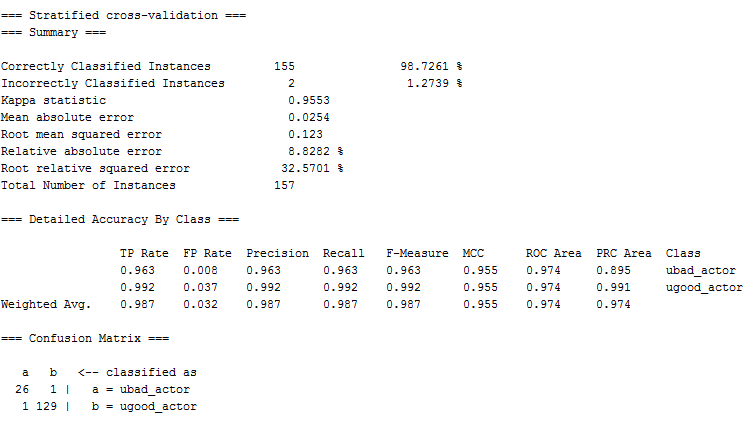 === Stratified cross-validation ===
=== Summary ===
Correctly Classified Instances 155 98.7261 %
Incorrectly Classified Instances 2 1.2739 %
Kappa statistic 0.9553
Mean absolute error 0.0254
Root mean squared error 0.123
Relative absolute error 8.8282 %
Root relative squared error 32.5701 %
Total Number of Instances 157
=== Detailed Accuracy By Class ===
TP Rate FP Rate Precision Recall F-Measure MCC ROC Area PRC Area Class
0.963 0.008 0.963 0.963 0.963 0.955 0.974 0.895 ubad_actor
0.992 0.037 0.992 0.992 0.992 0.955 0.974 0.991 ugood_actor
Weighted Avg. 0.987 0.032 0.987 0.987 0.987 0.955 0.974 0.974
=== Confusion Matrix ===
a b <-- classified as
26 1 | a = ubad_actor
1 129 | b = ugood_actor